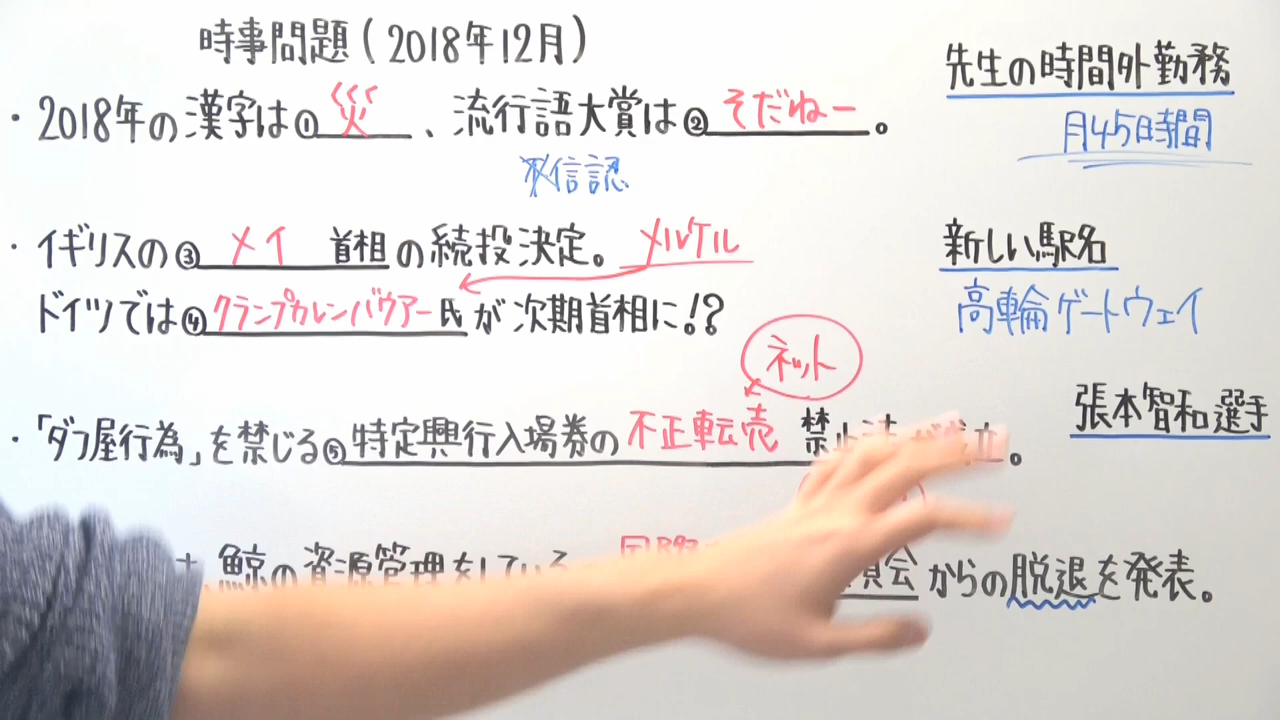 時事問題(2018年12月)
・2018年の漢字は①災、流行語大賞は②そだねー。
不信認
・イギリスの③メイ 首相の続投決定。メルケル
ドイツでは④クランプカレンバウアー氏が次期首相に!?
ネット
・「ダフ屋行為」を禁じる⑤特定興行入場券の不正転売 禁
鯨の資源管理をしている
会からの脱退を発表。
先生の時間外勤務
月45時間
新しい駅名
高輪ゲートウェイ
張本智和選手